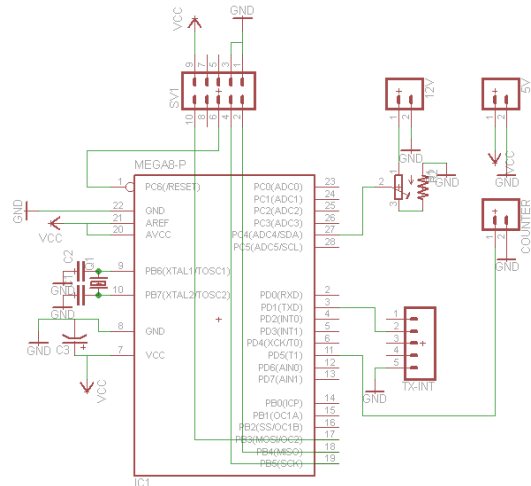 VCC
GND
9 7 5 3 1
SV1
10 8 6 4 2
12V
1 2
GND
5V
1 2
VCC
GND
MEGA8-P
1 PC6(/RESET)
22 GND
GND
21 AREF
20 AVCC
VCC
9 PB6(XTAL1/TOSC1)
10 PB7(XTAL2/TOSC2)
C2
Q1
GND
GND
8 GND
GND
C3
7 VCC
VCC
PC0(ADC0) 23
PC1(ADC1) 24
PC2(ADC2) 25
PC3(ADC3) 26
PC4(ADC4/SDA) 27
PC5(ADC5/SCL) 28
PD0(RXD) 2
PD1(TXD) 3
PD2(INT0) 4
PD3(INT1) 5
PD4(XCK/T0) 6
PD5(T1) 11
PD6(AIN0) 12
PD7(AIN1) 13
PB0(ICP) 14
PB1(OC1A) 15
PB2(SS/OC1B) 16
PB3(MOSI/OC2) 17
PB4(MISO) 18
PB5(SCK) 19
IC1
2
1
3
GND
COUNTER
1 2
GND
1
2
3
4
5
TX-INT
GND